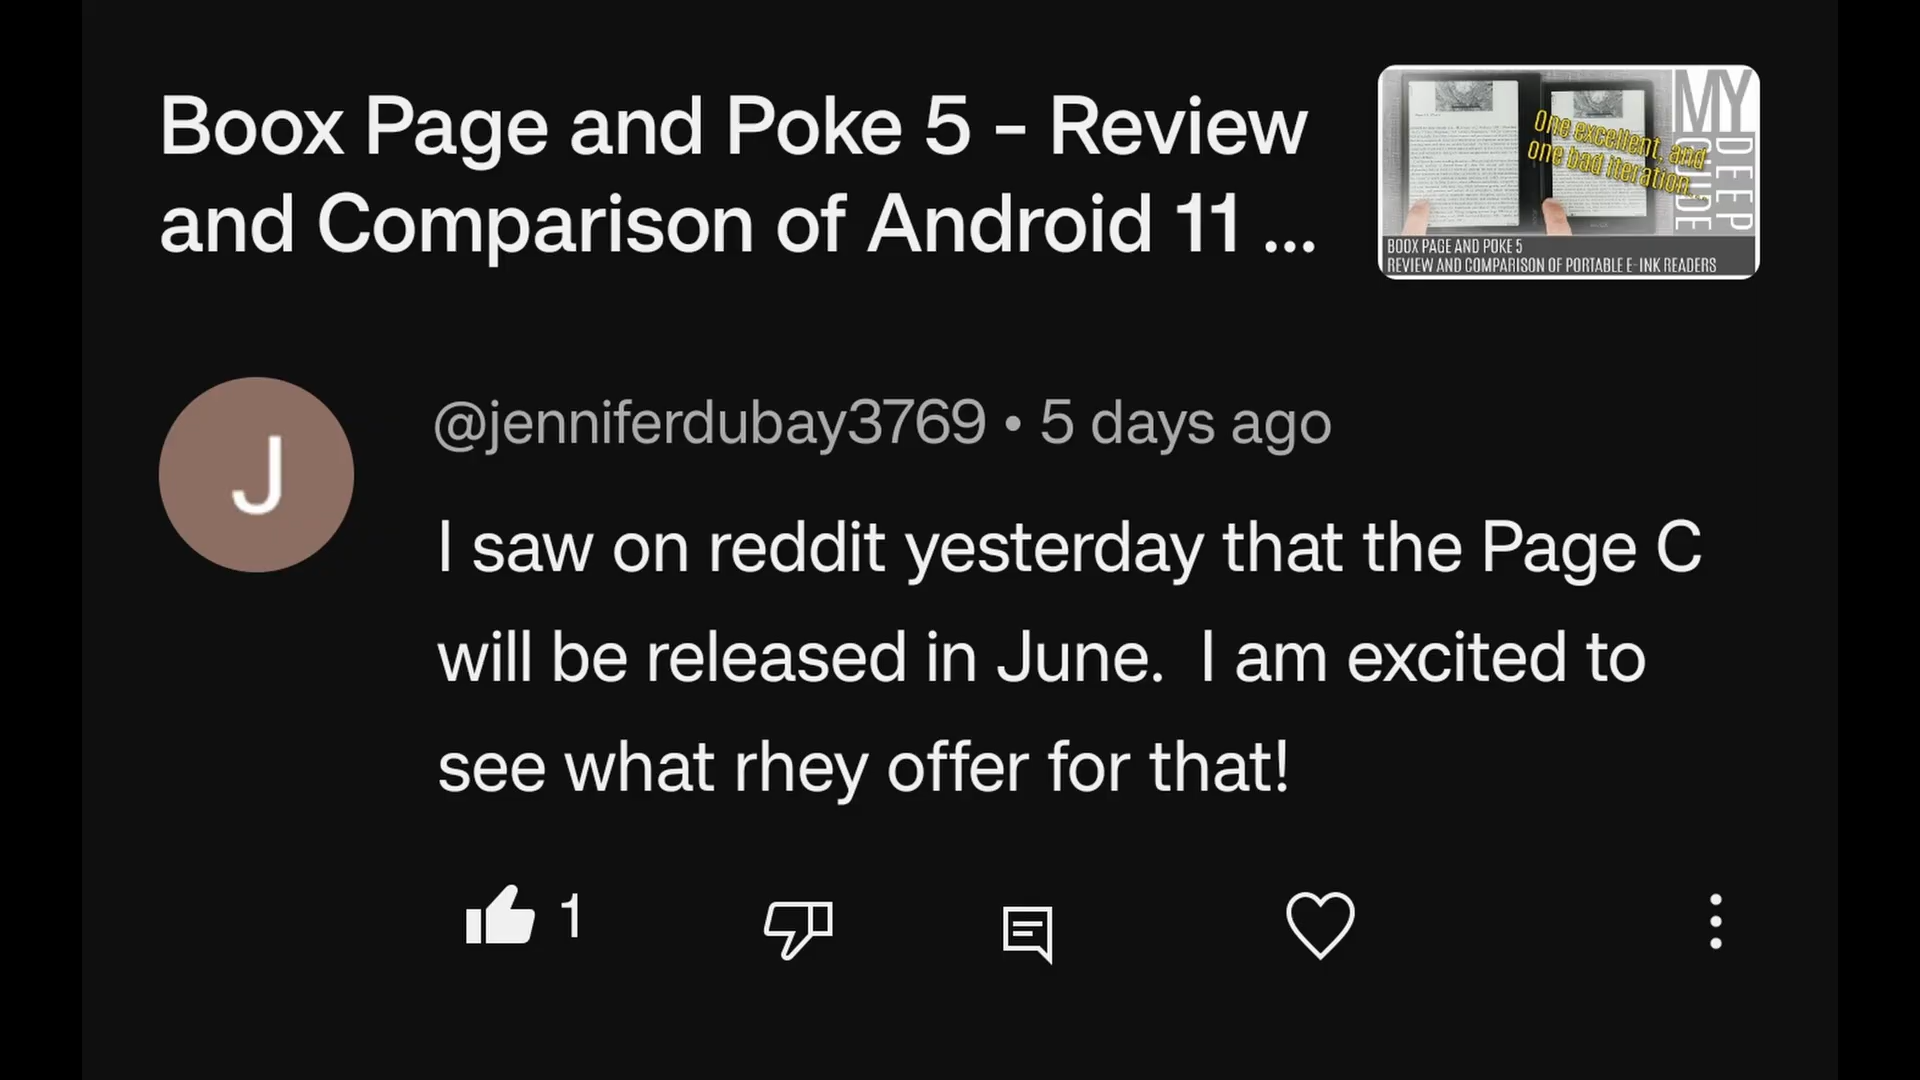 Boox Page and Poke 5 - Review
and Comparison of Android 11 ...
One excellent, and
one bad iteration...
MY
DEEP
GUIDE
BOOX PAGE AND POKE 5
REVIEW AND COMPARISON OF PORTABLE E-INK READERS
J
@jenniferdubay3769 • 5 days ago
I saw on reddit yesterday that the Page C
will be released in June.  I am excited to
see what rhey offer for that!
1